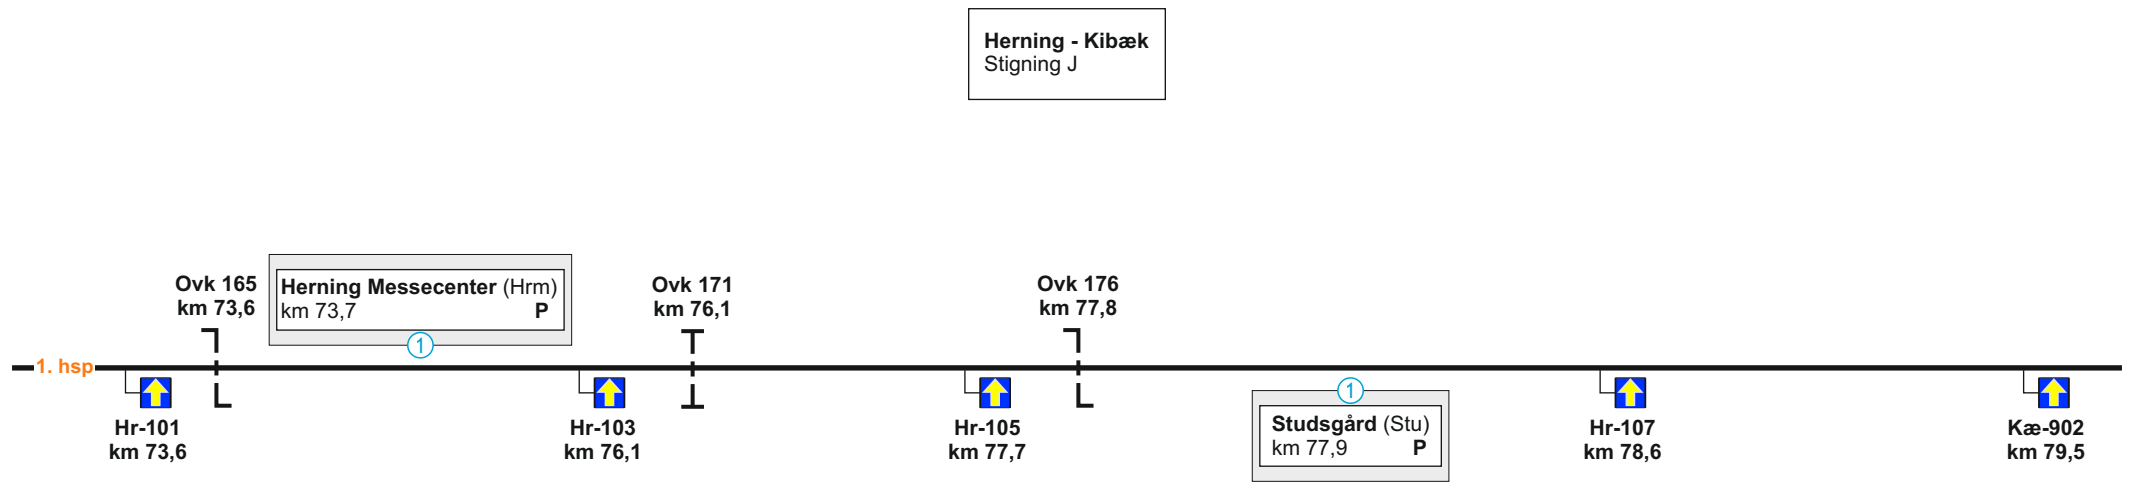 Herning - Kibæk
Stigning J
Ovk 165
km 73,6
Herning Messecenter (Hrm)
km 73,7 P
1
Ovk 171
km 76,1
Ovk 176
km 77,8
1. hsp
Hr-101
km 73,6
Hr-103
km 76,1
Hr-105
km 77,7
1
Studsgård (Stu)
km 77,9 P
Hr-107
km 78,6
Kæ-902
km 79,5